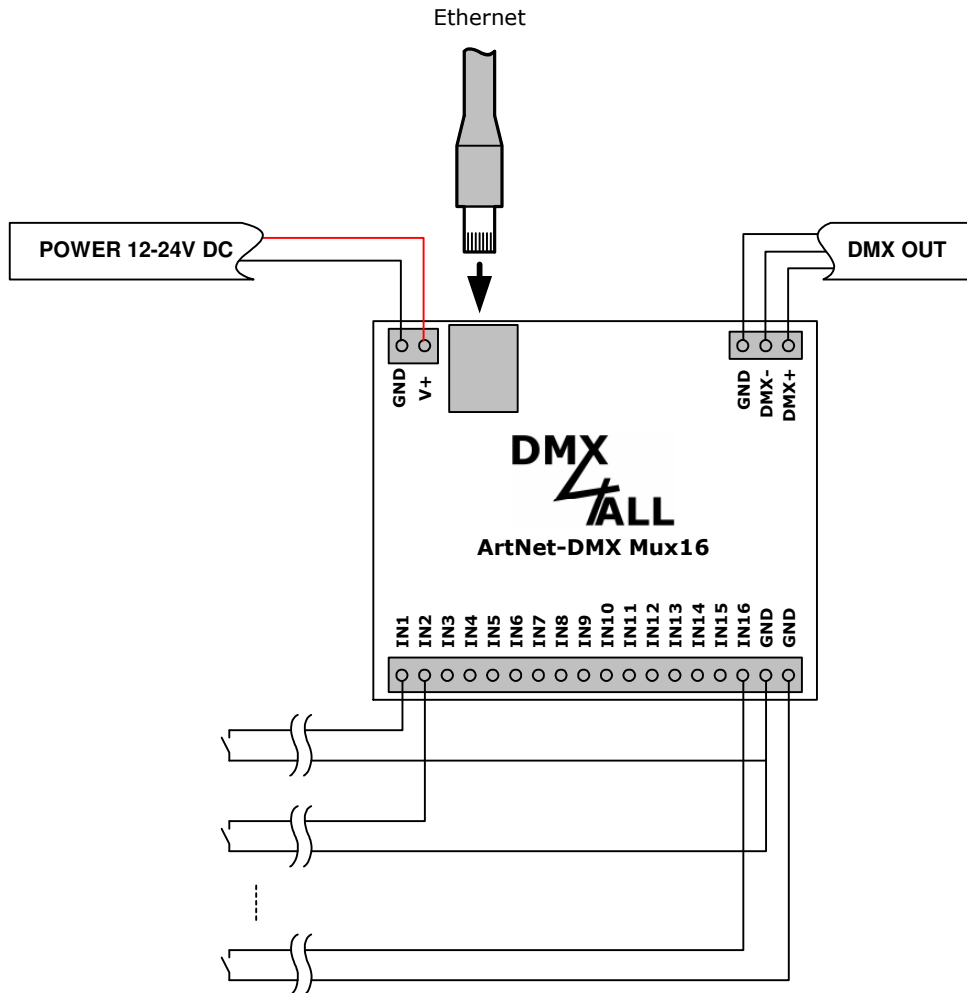 Ethernet
POWER 12-24V DC
DMX OUT
GND
V+
GND
DMX-
DMX+
DMX
4
ALL
ArtNet-DMX Mux16
IN1
IN2
IN3
IN4
IN5
IN6
IN7
IN8
IN9
IN10
IN11
IN12
IN13
IN14
IN15
IN16
GND
GND